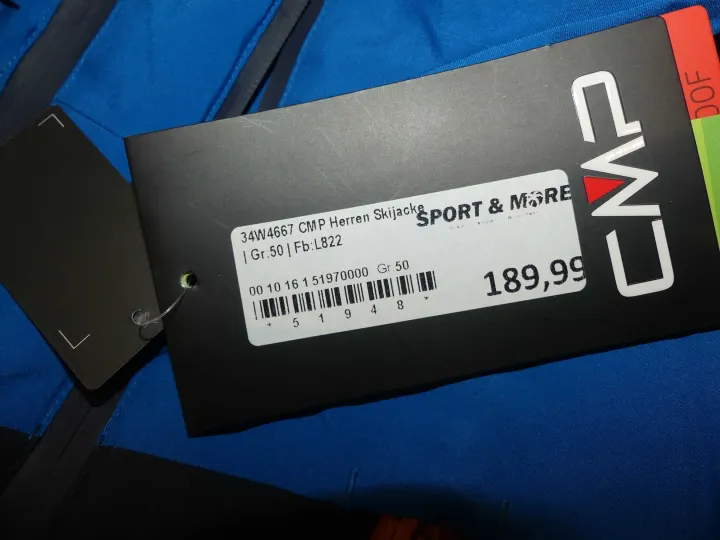 34W4667 CMP Herren Skijacke
| Gr:50 | Fb:L822
SPORT & MORE
00 10 16 1 51970000 Gr.50
* 5 1 9 4 8 *
189,99
CMP
OOF